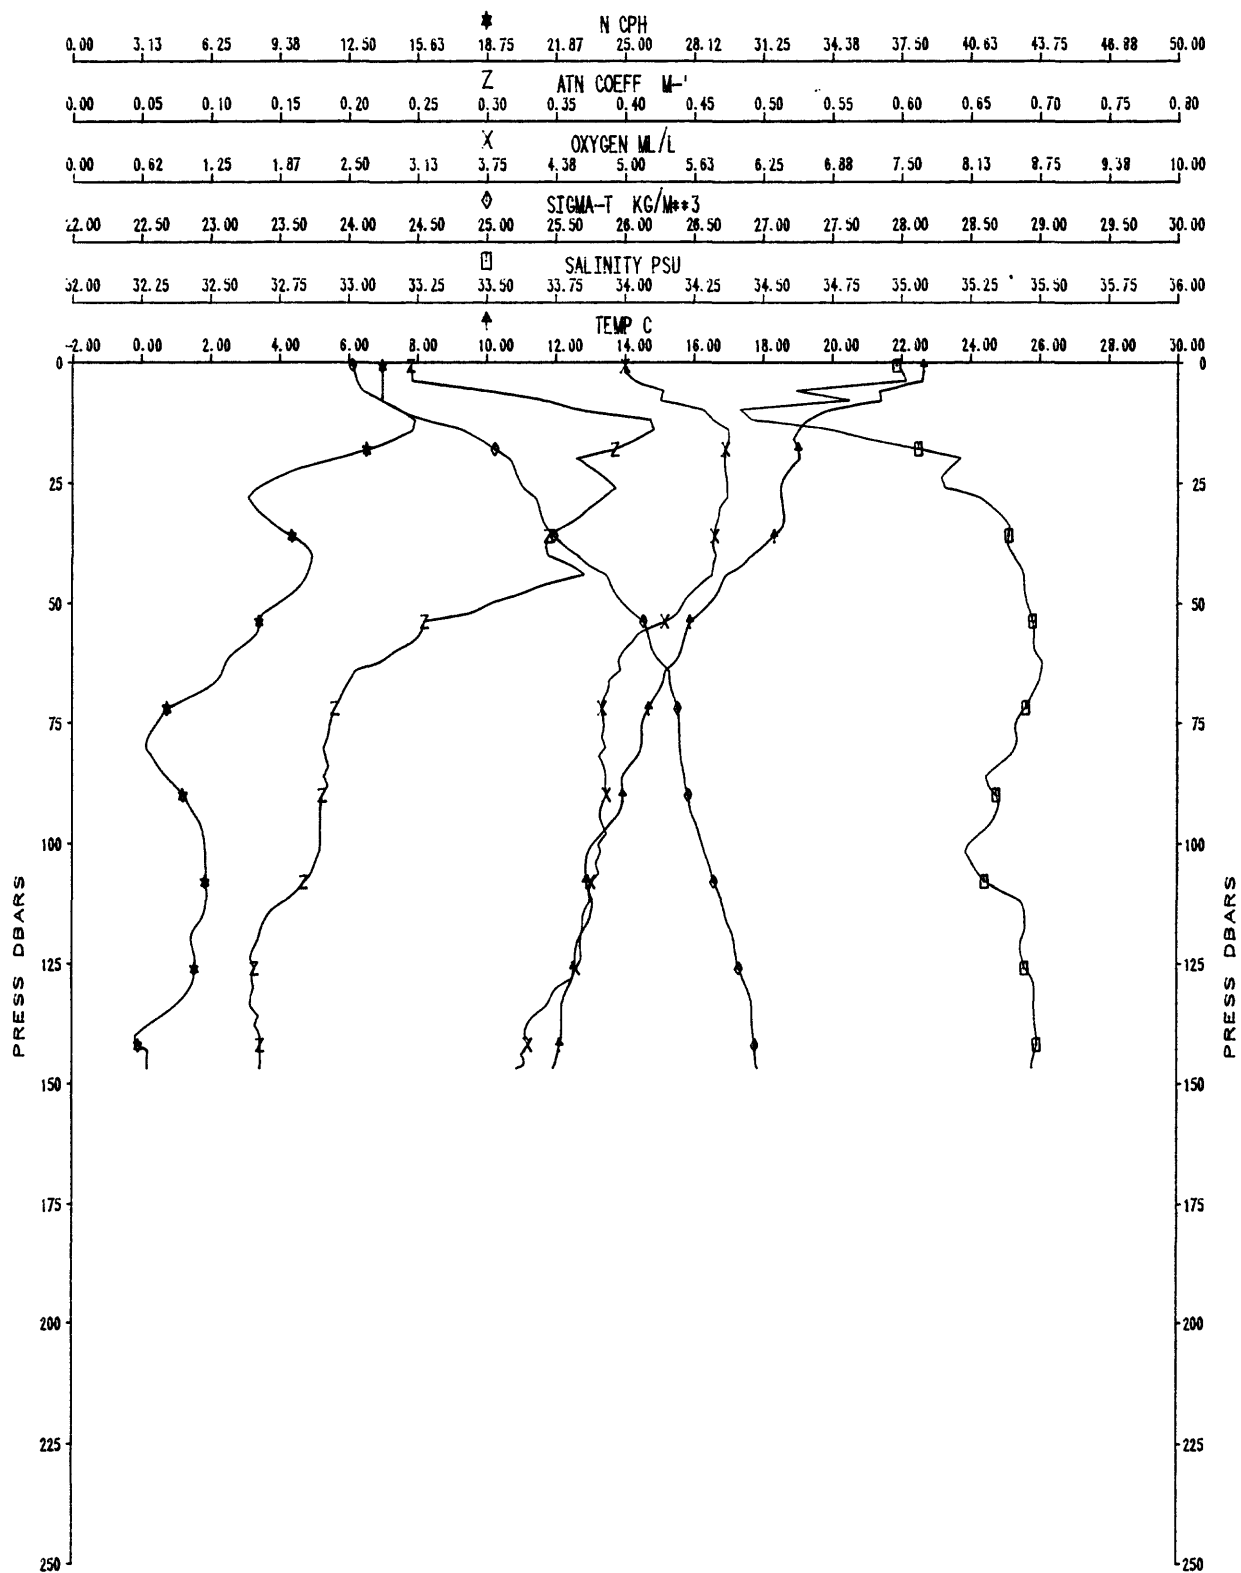 N CPH
0.00 3.13 6.25 9.38 12.50 15.63 18.75 21.87 25.00 28.12 31.25 34.38 37.50 40.63 43.75 46.88 50.00
Z ATN COEFF M-'
0.00 0.05 0.10 0.15 0.20 0.25 0.30 0.35 0.40 0.45 0.50 0.55 0.60 0.65 0.70 0.75 0.80
X OXYGEN ML/L
0.00 0.62 1.25 1.87 2.50 3.13 3.75 4.38 5.00 5.63 6.25 6.88 7.50 8.13 8.75 9.38 10.00
SIGMA-T KG/M**3
22.00 22.50 23.00 23.50 24.00 24.50 25.00 25.50 26.00 26.50 27.00 27.50 28.00 28.50 29.00 29.50 30.00
SALINITY PSU
32.00 32.25 32.50 32.75 33.00 33.25 33.50 33.75 34.00 34.25 34.50 34.75 35.00 35.25 35.50 35.75 36.00
TEMP C
-2.00 0.00 2.00 4.00 6.00 8.00 10.00 12.00 14.00 16.00 18.00 20.00 22.00 24.00 26.00 28.00 30.00
0 0
25 25
50 50
75 75
100 100
125 125
150 150
175 175
200 200
225 225
250 250
PRESS DBARS
PRESS DBARS